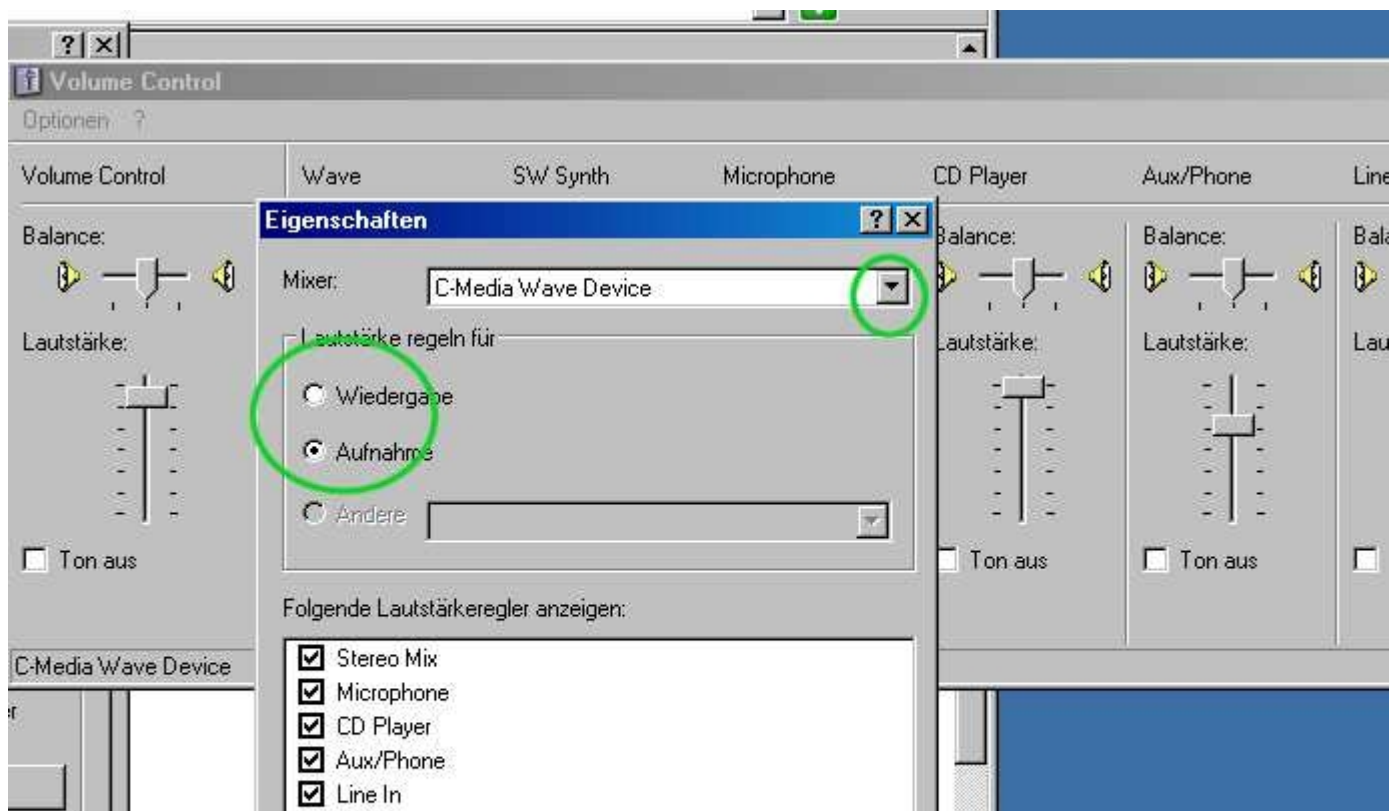 Volume Control
Optionen ?
Volume Control Wave SW Synth Microphone CD Player Aux/Phone Line
Eigenschaften
Balance: Balance: Balance:
Mixer: C-Media Wave Device
Lautstärke: Lautstärke regeln für Lautstärke: Lautstärke: Lau
Wiedergabe
Aufnahme
Andere
Ton aus Ton aus Ton aus
Folgende Lautstärkeregler anzeigen:
Stereo Mix
C-Media Wave Device
Microphone
CD Player
Aux/Phone
Line In